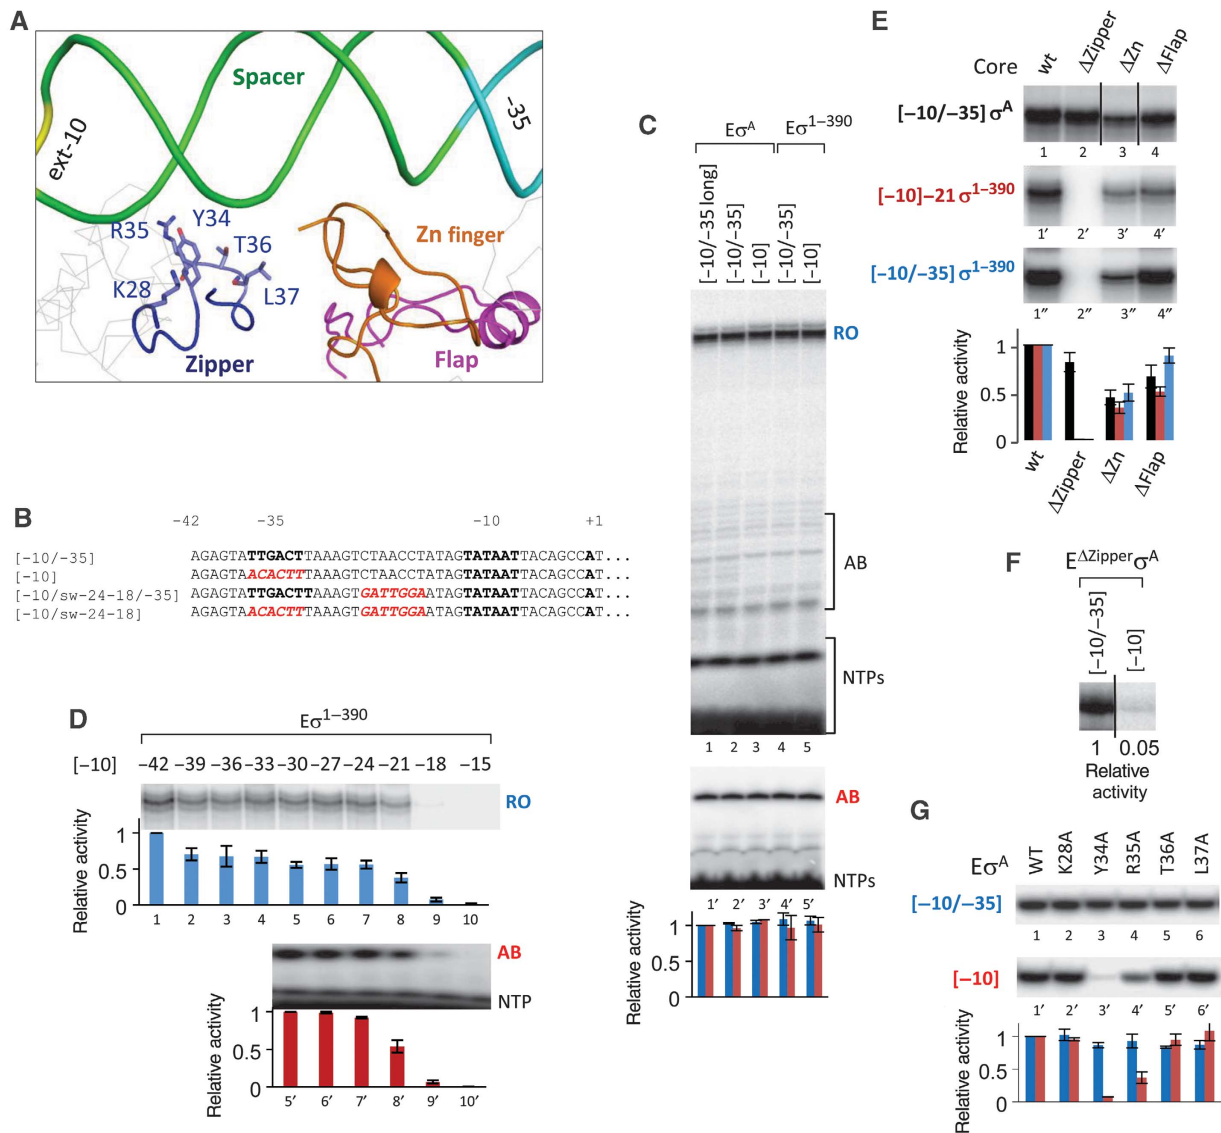 A
ext-10
Spacer
–35
R35
Y34
T36
K28
L37
Zipper
Zn finger
Flap
B
–42 –35 –10 +1
[-10/-35] AGAGTATTGACTTAAAGTCTAACCTATAGTATAATTACAGCCAT...
[-10] AGAGTAACACTTTAAAGTCTAACCTATAGTATAATTACAGCCAT...
[-10/sw-24-18/-35] AGAGTATTGACTTAAAGTGATTGGAATAGTATAATTACAGCCAT...
[-10/sw-24-18] AGAGTAACACTTTAAAGTGATTGGAATAGTATAATTACAGCCAT...
C
Eσᴬ Eσ¹⁻³⁹⁰
[–10/–35 long]
[–10/–35]
[–10]
[–10/–35]
[–10]
RO
AB
NTPs
1 2 3 4 5
AB
NTPs
1′ 2′ 3′ 4′ 5′
Relative activity
1
0.5
0
D
Eσ¹⁻³⁹⁰
[–10] –42 –39 –36 –33 –30 –27 –24 –21 –18 –15
RO
Relative activity
1
0.5
0
1 2 3 4 5 6 7 8 9 10
AB
NTP
Relative activity
1
0.5
0
5′ 6′ 7′ 8′ 9′ 10′
E
Core wt ΔZipper ΔZn ΔFlap
[–10/–35] σᴬ
1 2 3 4
[–10]–21 σ¹⁻³⁹⁰
1′ 2′ 3′ 4′
[–10/–35] σ¹⁻³⁹⁰
1″ 2″ 3″ 4″
Relative activity
1
0.5
0
wt ΔZipper ΔZn ΔFlap
F
E^ΔZipper σᴬ
[–10/–35]
[–10]
1 0.05
Relative
activity
G
Eσᴬ WT K28A Y34A R35A T36A L37A
[–10/–35]
1 2 3 4 5 6
[–10]
1′ 2′ 3′ 4′ 5′ 6′
Relative activity
1
0.5
0